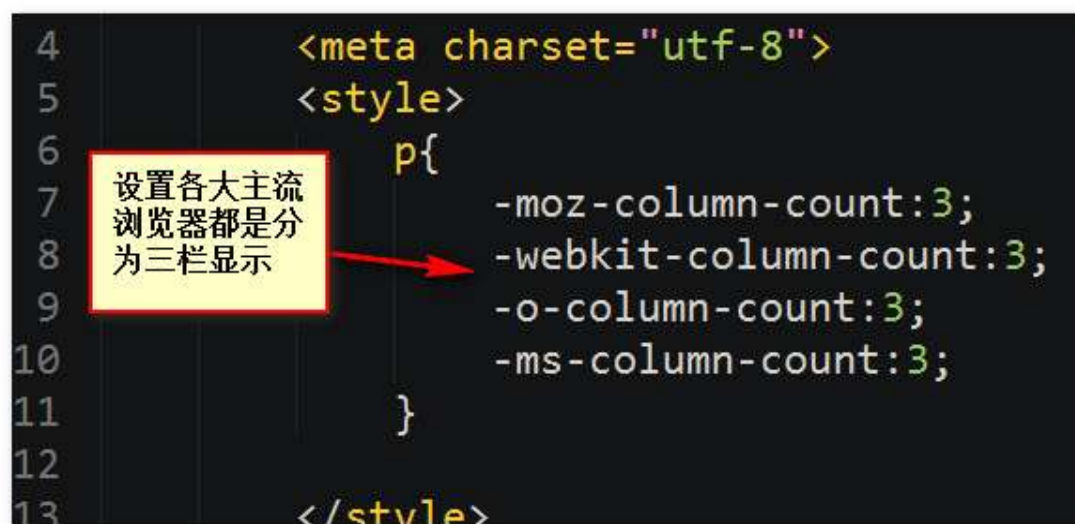 4 <meta charset="utf-8">
5 <style>
6 p{
设置各大主流
浏览器都是分
为三栏显示
7 -moz-column-count:3;
8 -webkit-column-count:3;
9 -o-column-count:3;
10 -ms-column-count:3;
11 }
12
13 </style>